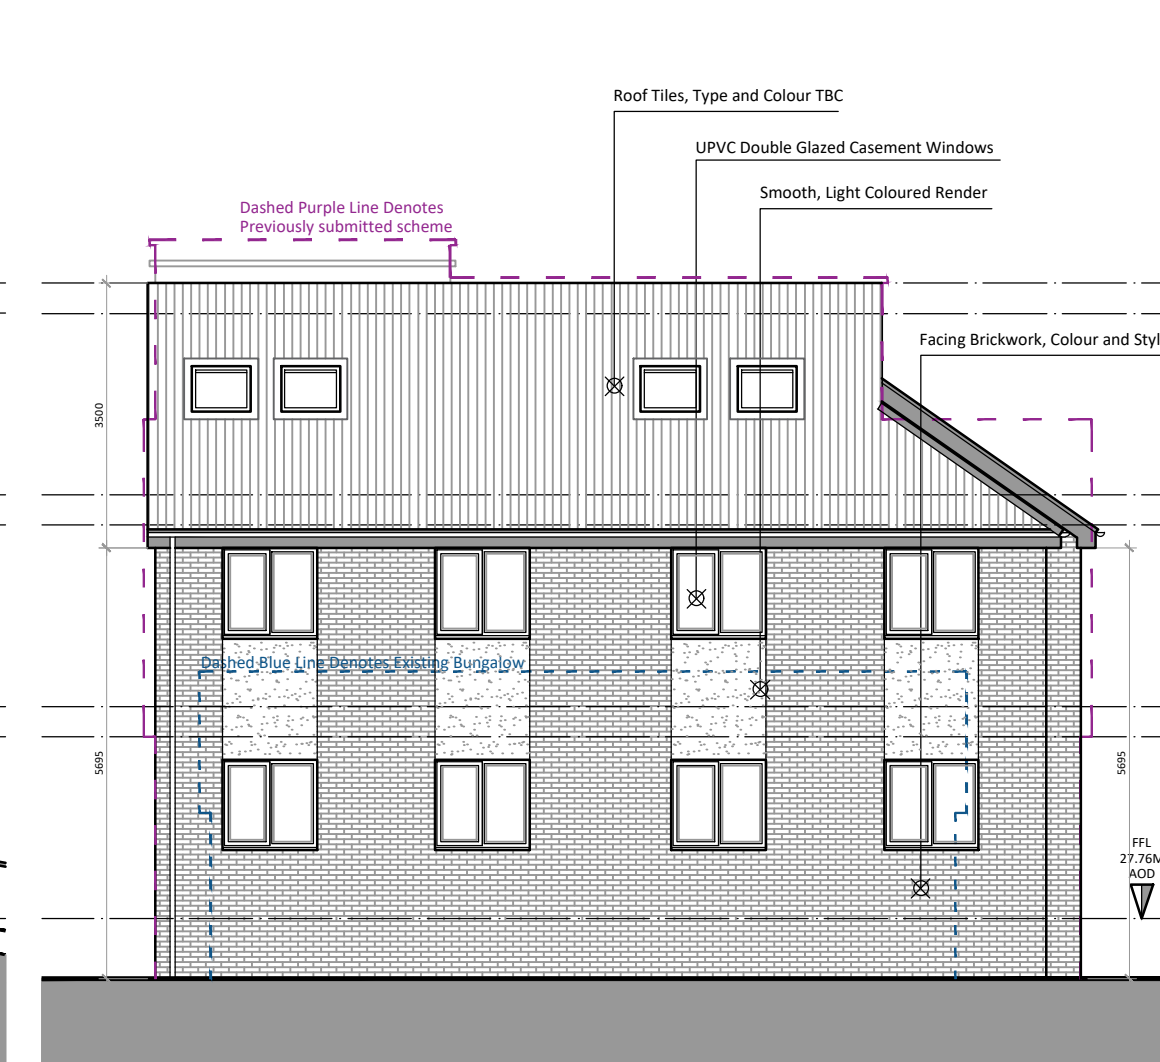 Roof Tiles, Type and Colour TBC
UPVC Double Glazed Casement Windows
Smooth, Light Coloured Render
Dashed Purple Line Denotes
Previously submitted scheme
Facing Brickwork, Colour and Styl
3500
Dashed Blue Line Denotes Existing Bungalow
5695
5695
FFL
27.76M
AOD